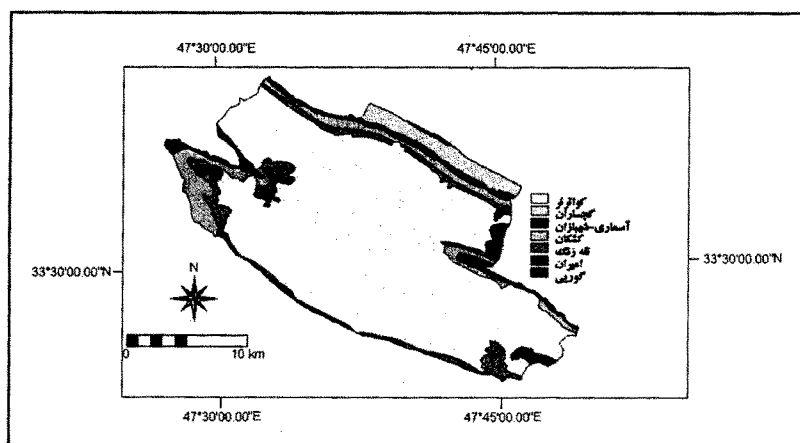 47°30'00.00"E 47°45'00.00"E
کواترنر
گچساران
آسماری-شهبازان
کشکان
تله زنگ
امیران
گورپی
33°30'00.00"N 33°30'00.00"N
N
0 10 km
47°30'00.00"E 47°45'00.00"E